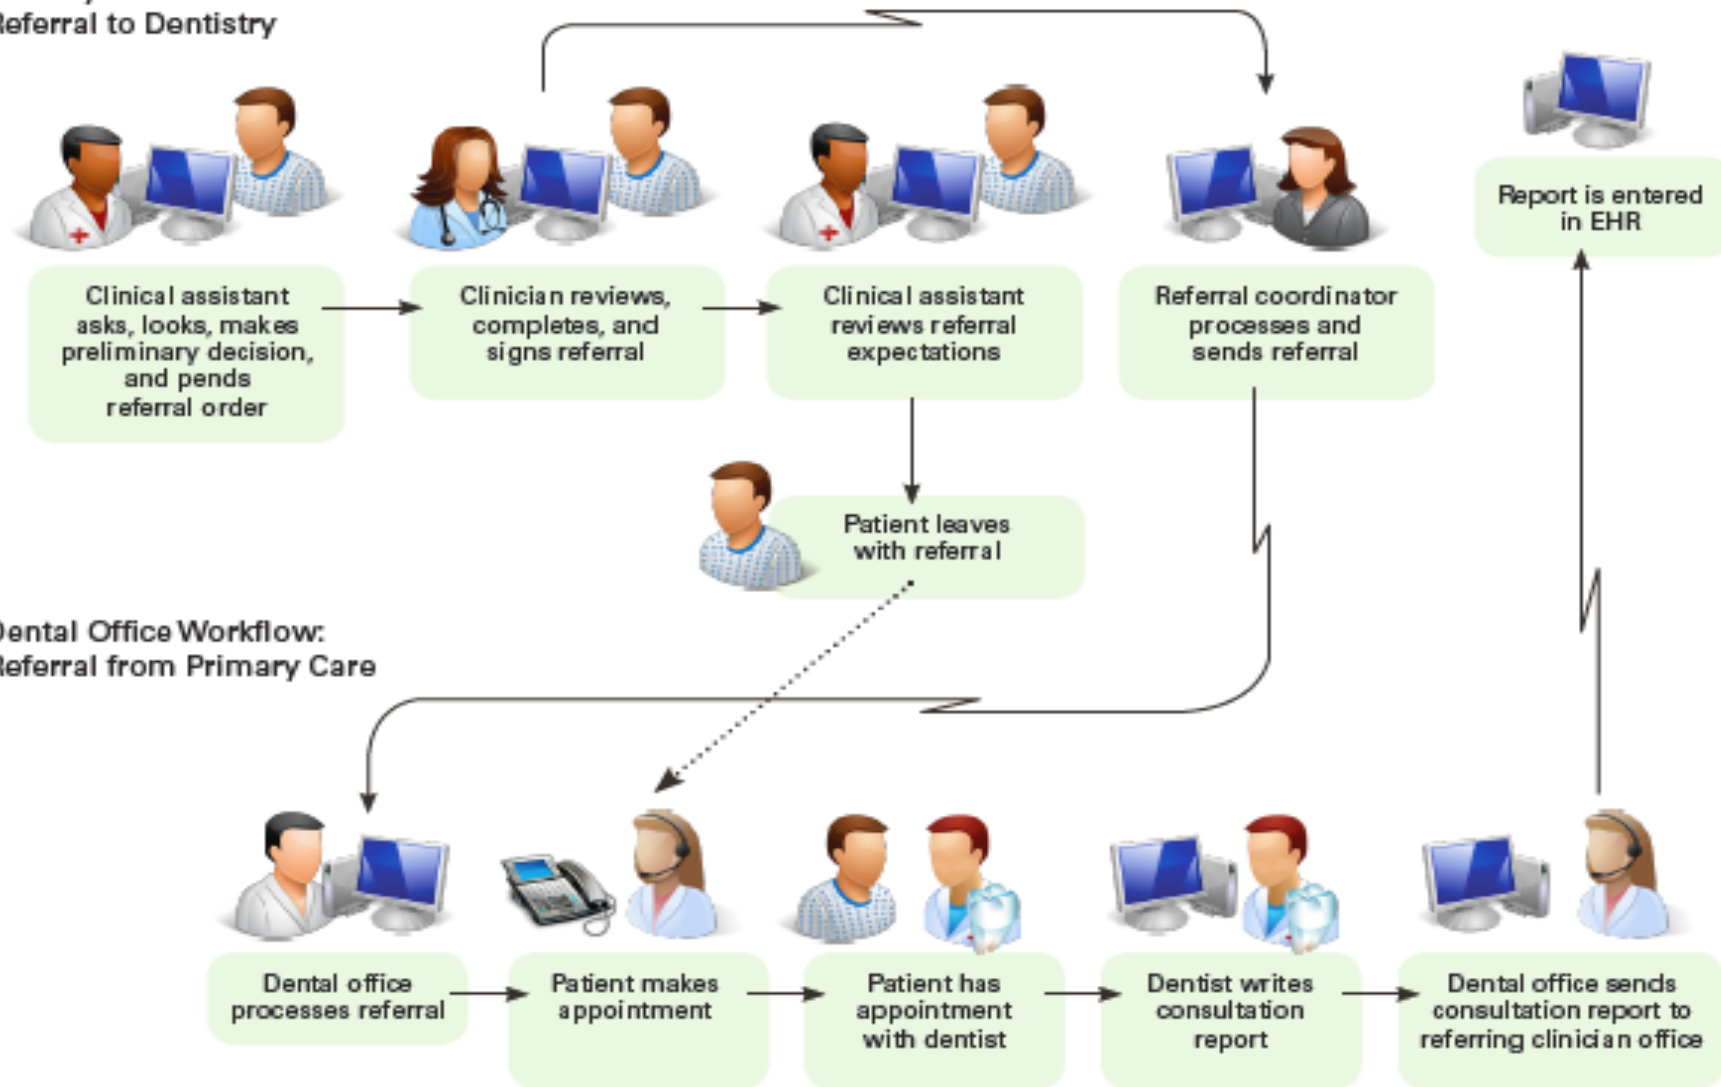 Referral to Dentistry
Report is entered
in EHR
Clinical assistant
asks, looks, makes
preliminary decision,
and pends
referral order
Clinician reviews,
completes, and
signs referral
Clinical assistant
reviews referral
expectations
Referral coordinator
processes and
sends referral
Patient leaves
with referral
Dental Office Workflow:
Referral from Primary Care
Dental office
processes referral
Patient makes
appointment
Patient has
appointment
with dentist
Dentist writes
consultation
report
Dental office sends
consultation report to
referring clinician office